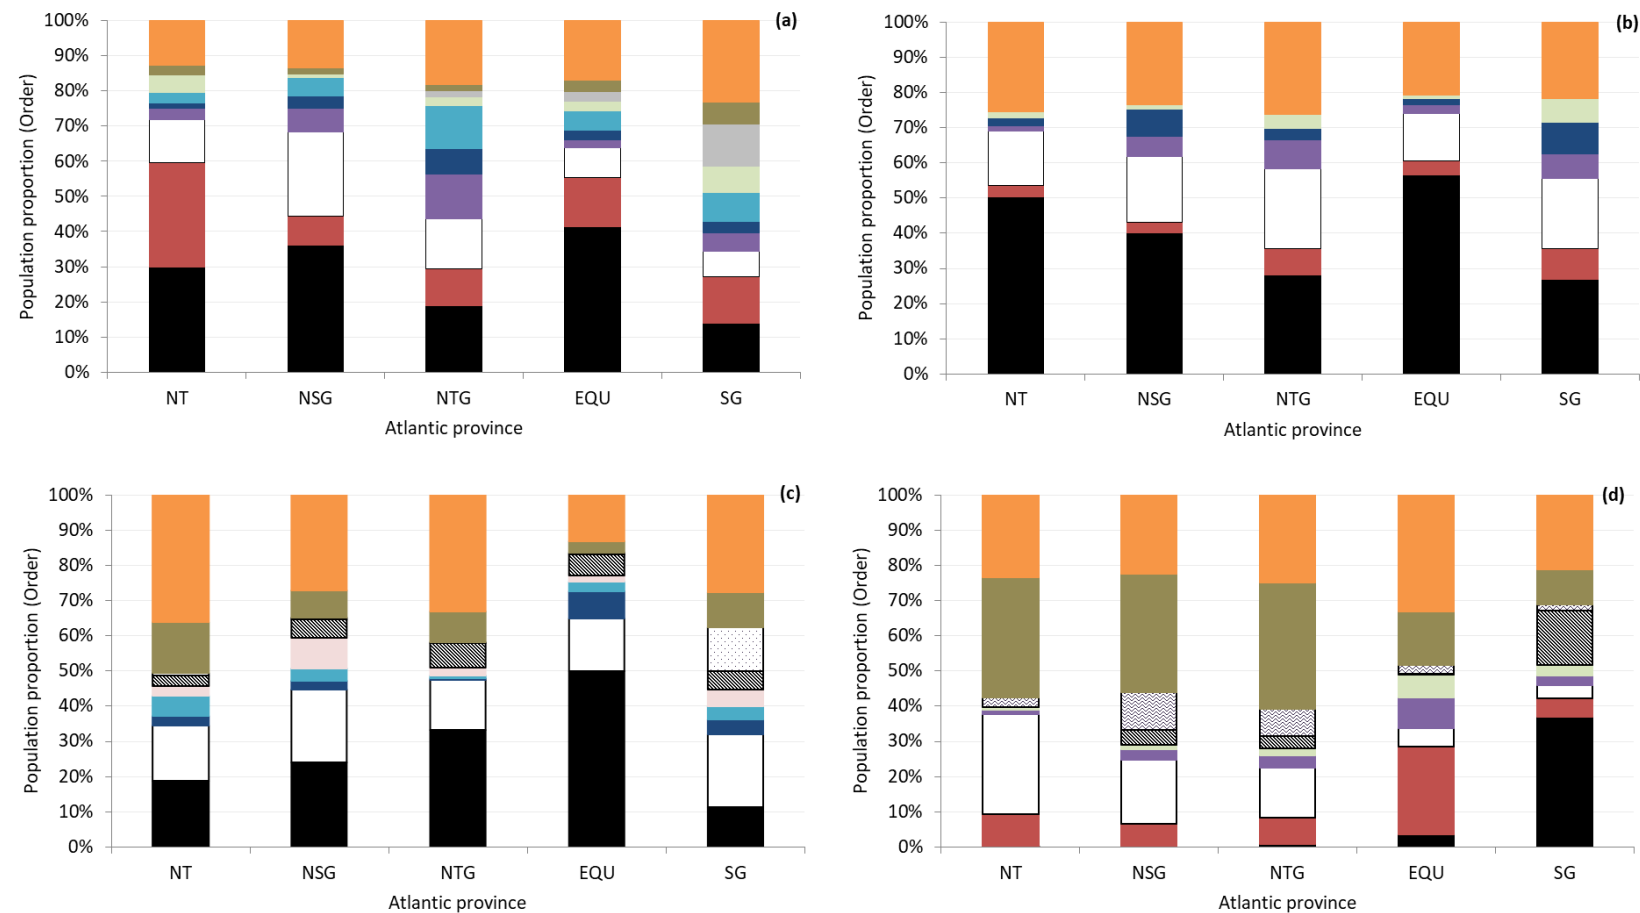 (a)
Population proportion (Order)
100%
90%
80%
70%
60%
50%
40%
30%
20%
10%
0%
NT NSG NTG EQU SG
Atlantic province
(b)
Population proportion (Order)
100%
90%
80%
70%
60%
50%
40%
30%
20%
10%
0%
NT NSG NTG EQU SG
Atlantic province
(c)
Population proportion (Order)
100%
90%
80%
70%
60%
50%
40%
30%
20%
10%
0%
NT NSG NTG EQU SG
Atlantic province
(d)
Population proportion (Order)
100%
90%
80%
70%
60%
50%
40%
30%
20%
10%
0%
NT NSG NTG EQU SG
Atlantic province